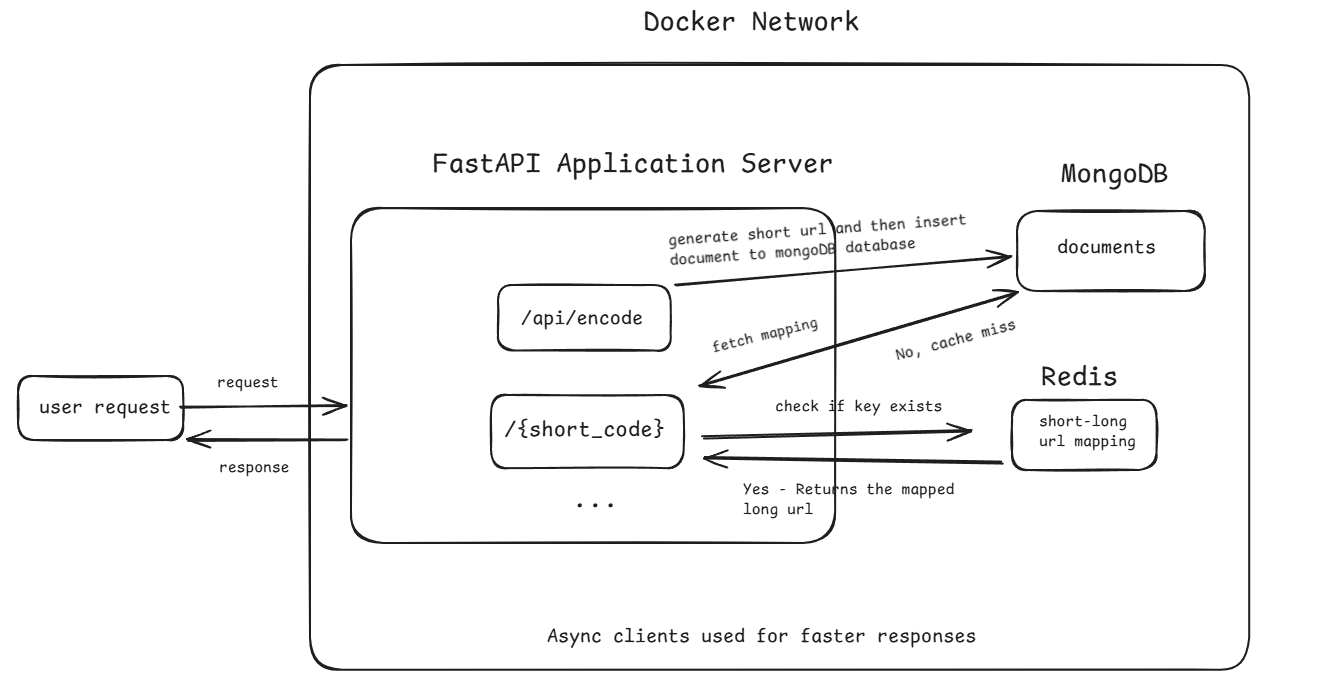 Docker Network
FastAPI Application Server
MongoDB
generate short url and then insert
document to mongoDB database
documents
/api/encode
fetch mapping
No, cache miss
Redis
request
user request
check if key exists
short-long
url mapping
/{short_code}
response
Yes - Returns the mapped
long url
...
Async clients used for faster responses